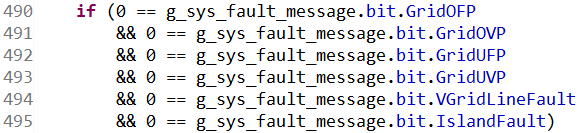 490 if (0 == g_sys_fault_message.bit.GridOFP
491 && 0 == g_sys_fault_message.bit.GridOVP
492 && 0 == g_sys_fault_message.bit.GridUFP
493 && 0 == g_sys_fault_message.bit.GridUVP
494 && 0 == g_sys_fault_message.bit.VGridLineFault
495 && 0 == g_sys_fault_message.bit.IslandFault)